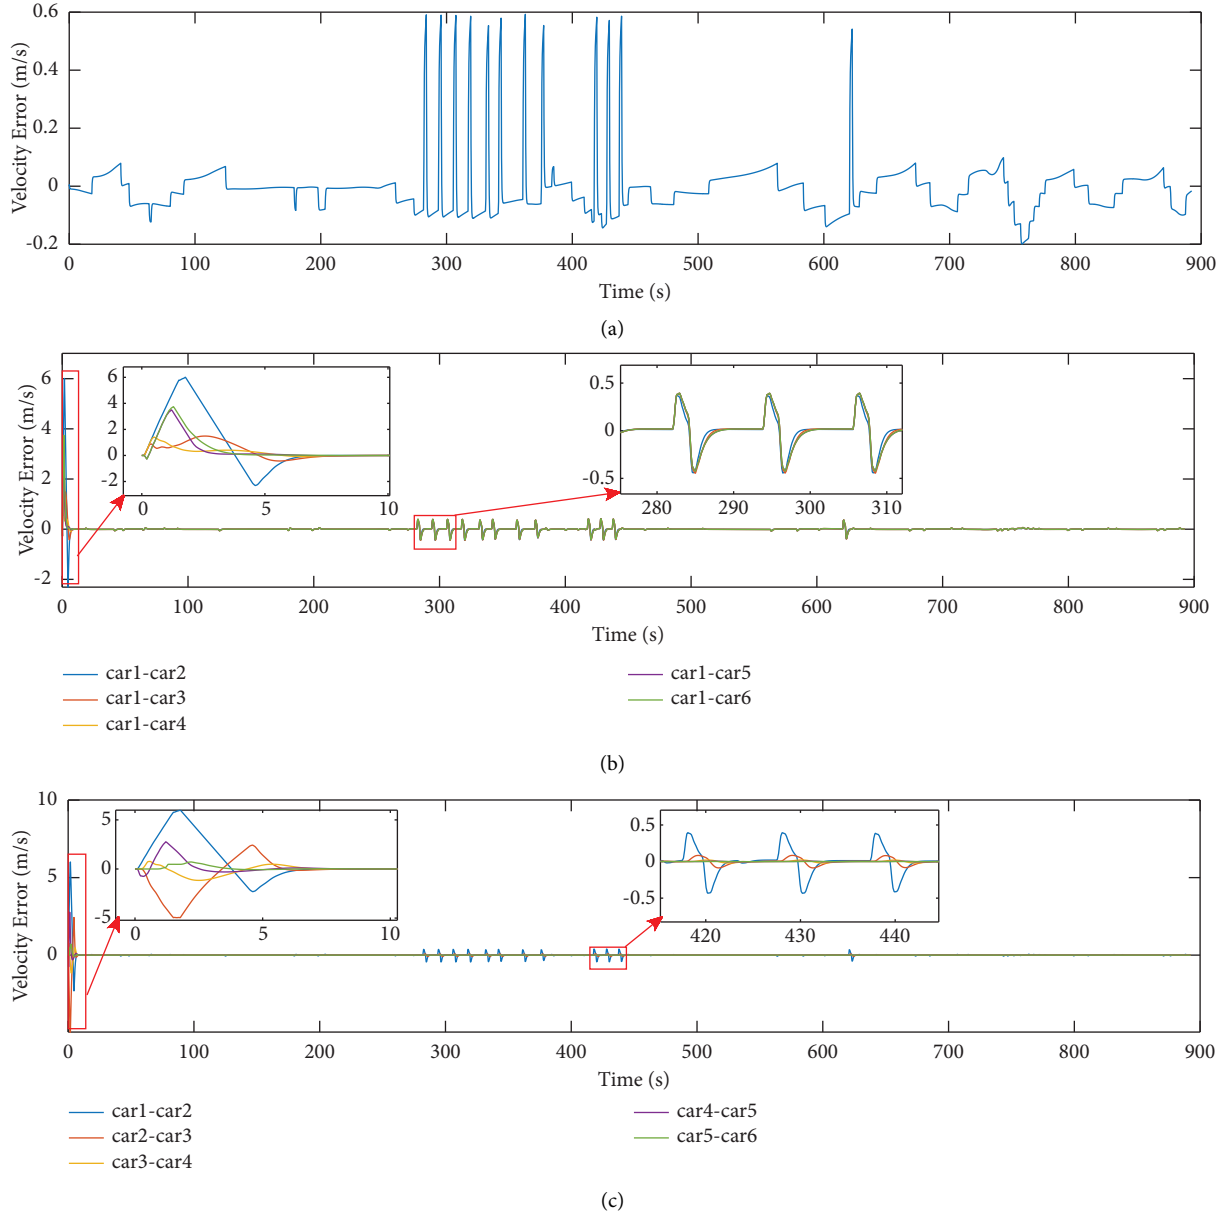 0.6
0.4
0.2
0
-0.2
Velocity Error (m/s)
0 100 200 300 400 500 600 700 800 900
Time (s)
(a)
6
4
2
0
-2
Velocity Error (m/s)
6
4
2
0
-2
0 5 10
0.5
0
-0.5
280 290 300 310
0 100 200 300 400 500 600 700 800 900
Time (s)
car1-car2
car1-car3
car1-car4
car1-car5
car1-car6
(b)
10
5
0
Velocity Error (m/s)
5
0
-5
0 5 10
0.5
0
-0.5
420 430 440
0 100 200 300 400 500 600 700 800 900
Time (s)
car1-car2
car2-car3
car3-car4
car4-car5
car5-car6
(c)